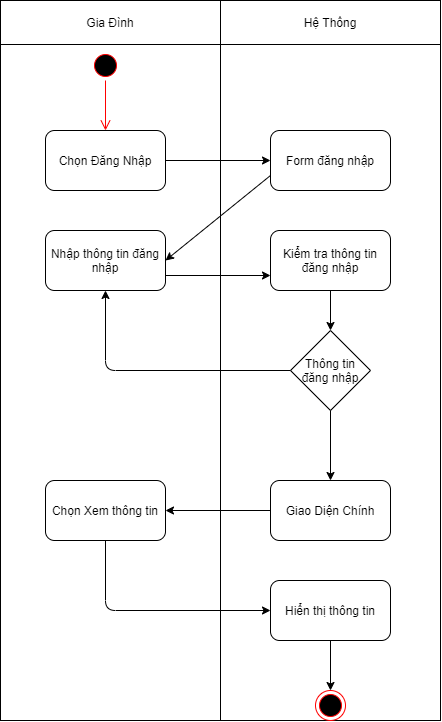 Gia Đình
Hệ Thống
Chọn Đăng Nhập
Form đăng nhập
Nhập thông tin đăng
nhập
Kiểm tra thông tin
đăng nhập
Thông tin
đăng nhập
Chọn Xem thông tin
Giao Diện Chính
Hiển thị thông tin